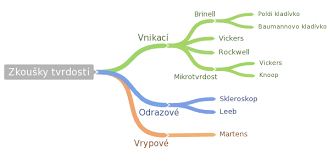 Zkoušky tvrdosti
Vnikací
Brinell
Poldi kladívko
Baumannovo kladívko
Vickers
Rockwell
Mikrotvrdost
Vickers
Knoop
Odrazové
Skleroskop
Leeb
Vrypové
Martens